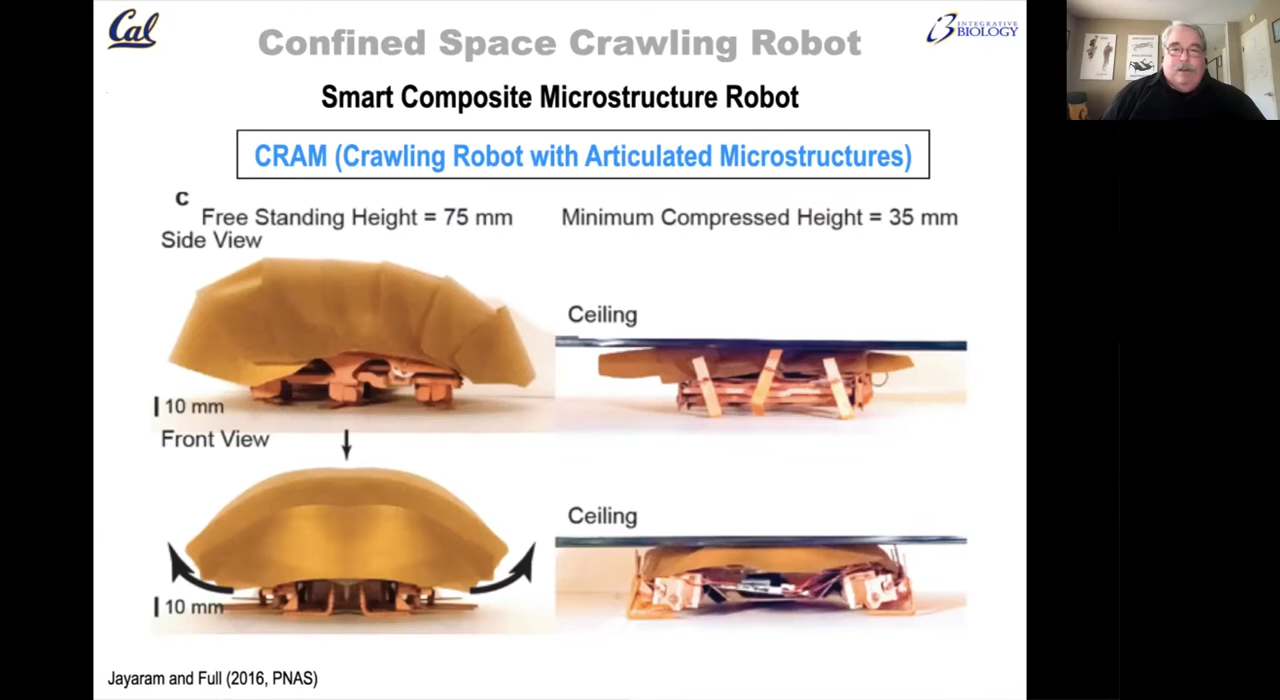 Cal
Confined Space Crawling Robot
INTEGRATIVE
BIOLOGY
Smart Composite Microstructure Robot
CRAM (Crawling Robot with Articulated Microstructures)
C
Free Standing Height = 75 mm
Minimum Compressed Height = 35 mm
Side View
Ceiling
10 mm
Front View
Ceiling
10 mm
Jayaram and Full (2016, PNAS)